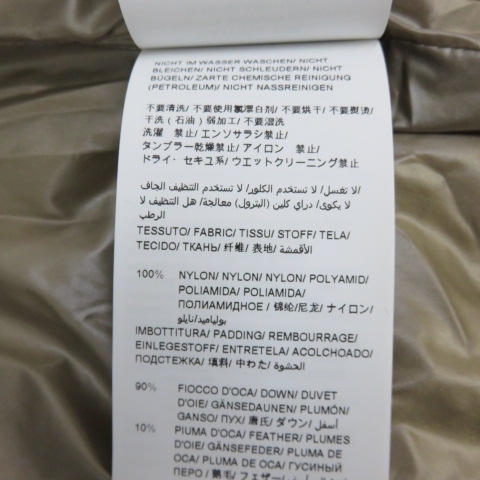 NICHT IM WASSER WASCHEN/ NICHT
BLEICHEN/ NICHT SCHLEUDERN/ NICHT
BÜGELN/ ZARTE CHEMISCHE REINIGUNG
(PETROLEUM)/ NICHT NASSREINIGEN
不要清洗/ 不要使用氯漂白剂/ 不要烘干/ 不要熨烫/
干洗（石油）弱加工/ 不要湿洗
洗濯 禁止/ エンソサラシ禁止/
タンブラー乾燥禁止/ アイロン 禁止/
ドライ・セキユ系/ ウエットクリーニング禁止
لا تغسل/ لا تستخدم الكلور/ لا تستخدم التنظيف الجاف/
لا يكوى/ دراي كلين (البترول) معالجة/ هل التنظيف لا
الرطب
TESSUTO/ FABRIC/ TISSU/ STOFF/ TELA/
TECIDO/ ТКАНЬ/ 纤维/ 表地/ الأقمشة
100% NYLON/ NYLON/ NYLON/ POLYAMID/
POLIAMIDA/ POLIAMIDA/
ПОЛИАМИДНОЕ/ 锦纶/尼龙/ ナイロン/
بولياميد/نايلو
IMBOTTITURA/ PADDING/ REMBOURRAGE/
EINLEGESTOFF/ ENTRETELA/ ACOLCHOADO/
ПОДСТЕЖКА/ 填料/ 中わた/ الحشوة
90% FIOCCO D'OCA/ DOWN/ DUVET
D'OIE/ GÄNSEDAUNEN/ PLUMÓN/
GANSO/ ПУХ/ 唐氏/ ダウン/ أسفل
10% PIUMA D'OCA/ FEATHER/ PLUMES
D'OIE/ GÄNSEFEDER/ PLUMA DE
OCA/ PLUMA DE OCA/ ГУСИНЫЙ
ПЕРО/ 鹅毛/ フェザー/